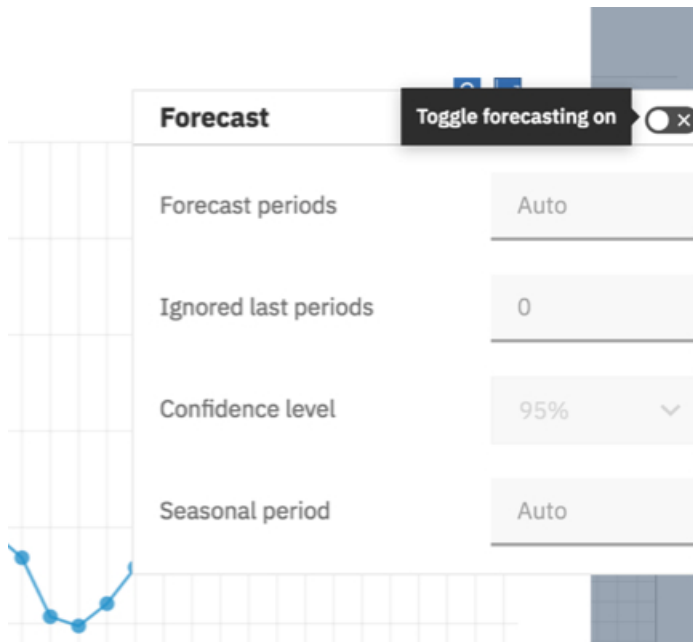 Forecast
Toggle forecasting on
Forecast periods
Auto
Ignored last periods
0
Confidence level
95%
Seasonal period
Auto